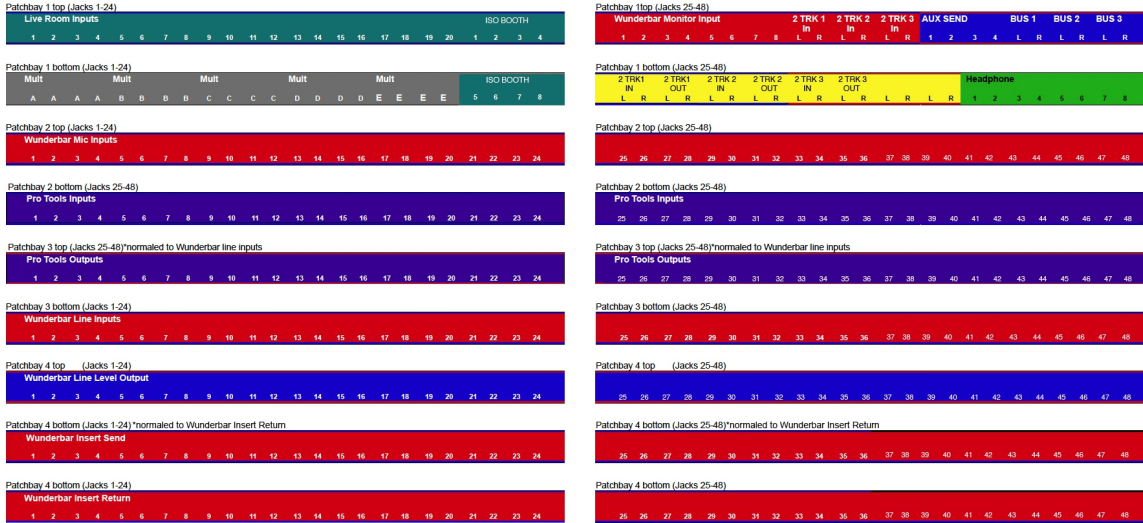 Patchbay 1 top (Jacks 1-24)
Live Room Inputs ISO BOOTH
1 2 3 4 5 6 7 8 9 10 11 12 13 14 15 16 17 18 19 20 1 2 3 4
Patchbay 1 bottom (Jacks 1-24)
Mult Mult Mult Mult Mult ISO BOOTH
A A A A B B B B C C C C D D D D E E E E 5 6 7 8
Patchbay 2 top (Jacks 1-24)
Wunderbar Mic Inputs
1 2 3 4 5 6 7 8 9 10 11 12 13 14 15 16 17 18 19 20 21 22 23 24
Patchbay 2 bottom (Jacks 25-48)
Pro Tools Inputs
1 2 3 4 5 6 7 8 9 10 11 12 13 14 15 16 17 18 19 20 21 22 23 24
Patchbay 3 top (Jacks 25-48)*normaled to Wunderbar line inputs
Pro Tools Outputs
1 2 3 4 5 6 7 8 9 10 11 12 13 14 15 16 17 18 19 20 21 22 23 24
Patchbay 3 bottom (Jacks 1-24)
Wunderbar Line Inputs
1 2 3 4 5 6 7 8 9 10 11 12 13 14 15 16 17 18 19 20 21 22 23 24
Patchbay 4 top (Jacks 1-24)
Wunderbar Line Level Output
1 2 3 4 5 6 7 8 9 10 11 12 13 14 15 16 17 18 19 20 21 22 23 24
Patchbay 4 bottom (Jacks 1-24)*normaled to Wunderbar Insert Return
Wunderbar Insert Send
1 2 3 4 5 6 7 8 9 10 11 12 13 14 15 16 17 18 19 20 21 22 23 24
Patchbay 4 bottom (Jacks 1-24)
Wunderbar Insert Return
1 2 3 4 5 6 7 8 9 10 11 12 13 14 15 16 17 18 19 20 21 22 23 24
Patchbay 1top (Jacks 25-48)
Wunderbar Monitor Input 2 TRK 1 2 TRK 2 2 TRK 3 AUX SEND BUS 1 BUS 2 BUS 3
In In In
1 2 3 4 5 6 7 8 L R L R L R 1 2 3 4 L R L R L R
Patchbay 1 bottom (Jacks 25-48)
2 TRK1 2 TRK1 2 TRK 2 2 TRK 2 2 TRK 3 2 TRK 3 Headphone
IN OUT IN OUT IN OUT
L R L R L R L R L R L R L R L R 1 2 3 4 5 6 7 8
Patchbay 2 top (Jacks 25-48)
25 26 27 28 29 30 31 32 33 34 35 36 37 38 39 40 41 42 43 44 45 46 47 48
Patchbay 2 bottom (Jacks 25-48)
Pro Tools Inputs
25 26 27 28 29 30 31 32 33 34 35 36 37 38 39 40 41 42 43 44 45 46 47 48
Patchbay 3 top (Jacks 25-48)*normaled to Wunderbar line inputs
Pro Tools Outputs
25 26 27 28 29 30 31 32 33 34 35 36 37 38 39 40 41 42 43 44 45 46 47 48
Patchbay 3 bottom (Jacks 25-48)
25 26 27 28 29 30 31 32 33 34 35 36 37 38 39 40 41 42 43 44 45 46 47 48
Patchbay 4 top (Jacks 25-48)
25 26 27 28 29 30 31 32 33 34 35 36 37 38 39 40 41 42 43 44 45 46 47 48
Patchbay 4 bottom (Jacks 25-48)*normaled to Wunderbar Insert Return
25 26 27 28 29 30 31 32 33 34 35 36 37 38 39 40 41 42 43 44 45 46 47 48
Patchbay 4 bottom (Jacks 25-48)
25 26 27 28 29 30 31 32 33 34 35 36 37 38 39 40 41 42 43 44 45 46 47 48